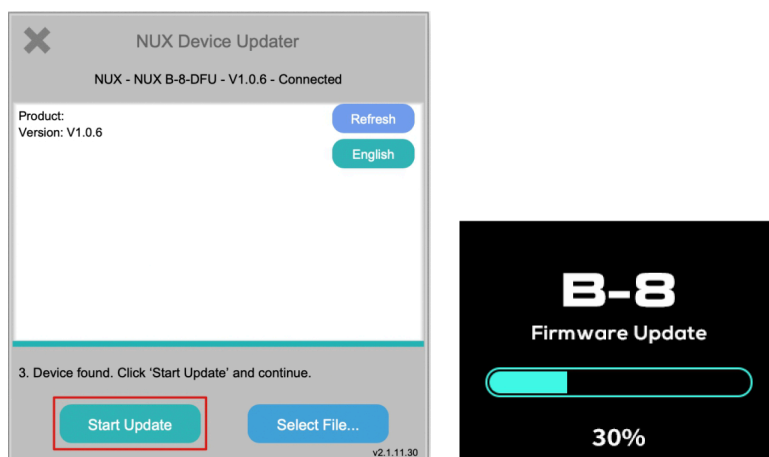 NUX Device Updater
NUX - NUX B-8-DFU - V1.0.6 - Connected
Product:
Version: V1.0.6
Refresh
English
3. Device found. Click ‘Start Update’ and continue.
Start Update
Select File...
v2.1.11.30
B-8
Firmware Update
30%